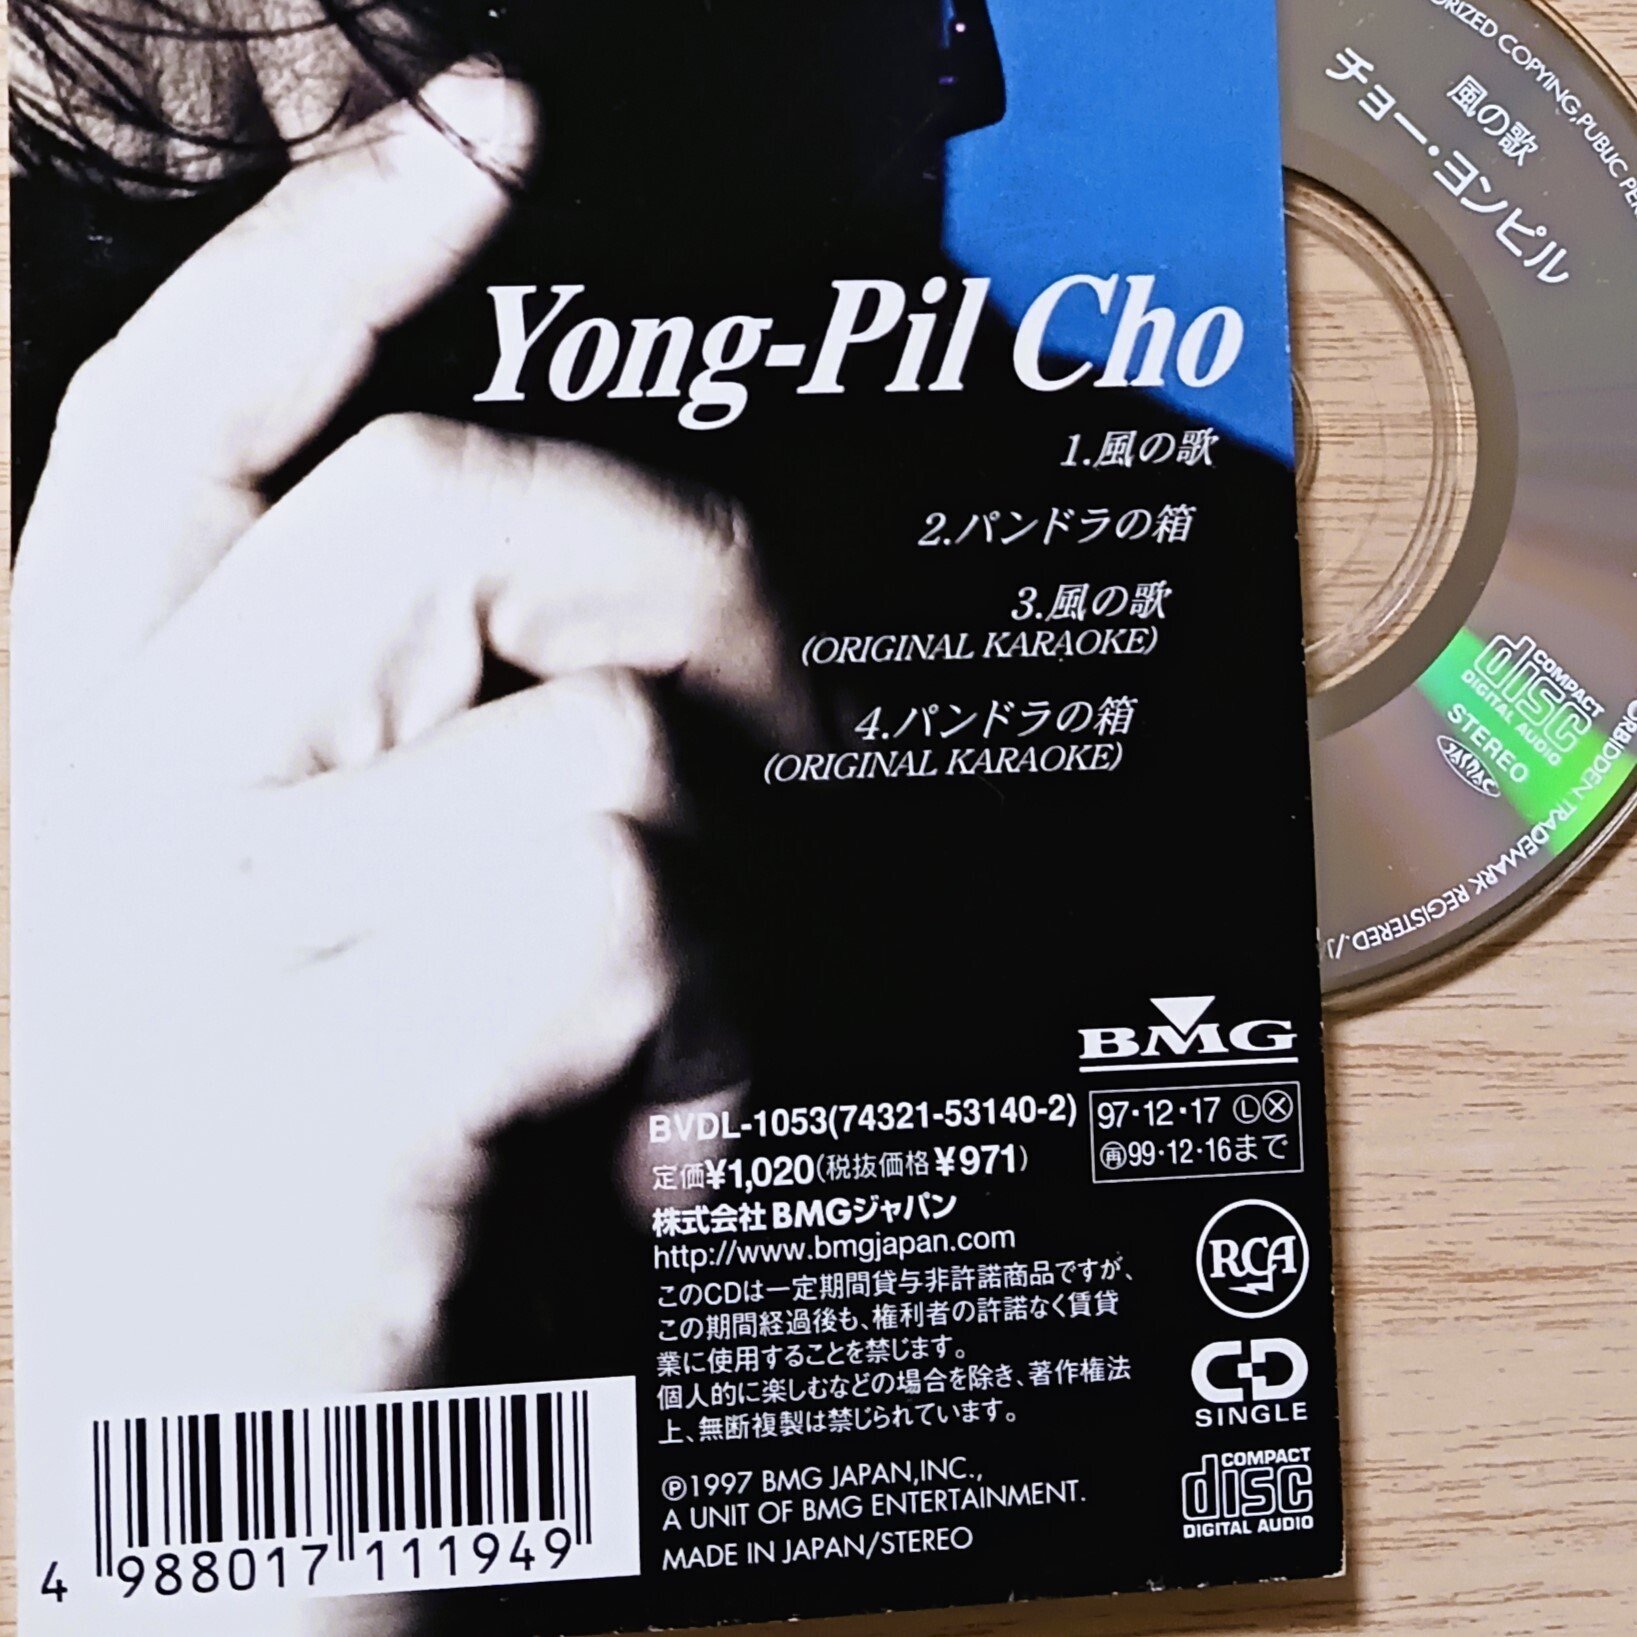 Yong-Pil Cho
1.風の歌
2.パンドラの箱
3.風の歌
(ORIGINAL KARAOKE)
4.パンドラの箱
(ORIGINAL KARAOKE)
BMG
BVDL-1053(74321-53140-2)
97・12・17 Ⓛⓧ
定価¥1,020(税抜価格¥971)
㊢99・12・16まで
株式会社BMGジャパン
http://www.bmgjapan.com
このCDは一定期間貸与非許諾商品ですが、
この期間経過後も、権利者の許諾なく賃貸
業に使用することを禁じます。
個人的に楽しむなどの場合を除き、著作権法
上、無断複製は禁じられています。
℗1997 BMG JAPAN,INC.,
A UNIT OF BMG ENTERTAINMENT.
MADE IN JAPAN/STEREO
RCA
CD
SINGLE
COMPACT
disc
DIGITAL AUDIO
4 988017 111949
COPYING,PUBLIC
風の歌
チョー・ヨンピル
COMPACT
disc
DIGITAL AUDIO
STEREO
JASRAC
TRADEMARK REGISTERED.